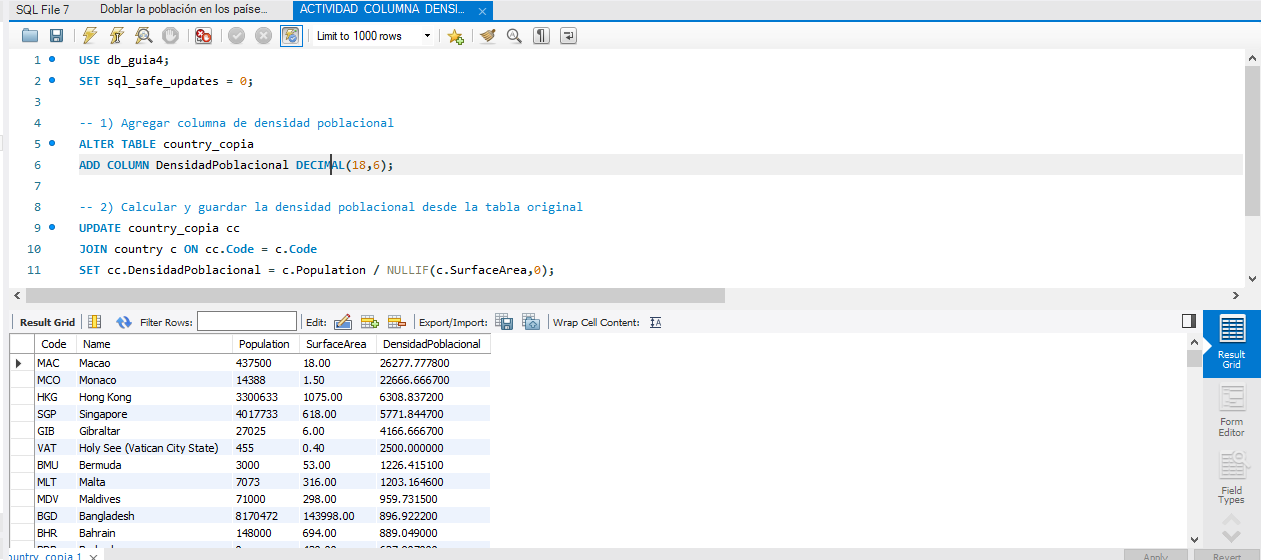 SQL File 7 Doblar la población en los paíse... ACTIVIDAD COLUMNA DENSI...
Limit to 1000 rows
1 USE db_guia4;
2 SET sql_safe_updates = 0;
3
4 -- 1) Agregar columna de densidad poblacional
5 ALTER TABLE country_copia
6 ADD COLUMN DensidadPoblacional DECIMAL(18,6);
7
8 -- 2) Calcular y guardar la densidad poblacional desde la tabla original
9 UPDATE country_copia cc
10 JOIN country c ON cc.Code = c.Code
11 SET cc.DensidadPoblacional = c.Population / NULLIF(c.SurfaceArea,0);
Result Grid Filter Rows: Edit: Export/Import: Wrap Cell Content:
Code Name Population SurfaceArea DensidadPoblacional
MAC Macao 437500 18.00 26277.777800
MCO Monaco 14388 1.50 22666.666700
HKG Hong Kong 3300633 1075.00 6308.837200
SGP Singapore 4017733 618.00 5771.844700
GIB Gibraltar 27025 6.00 4166.666700
VAT Holy See (Vatican City State) 455 0.40 2500.000000
BMU Bermuda 3000 53.00 1226.415100
MLT Malta 7073 316.00 1203.164600
MDV Maldives 71000 298.00 959.731500
BGD Bangladesh 8170472 143998.00 896.922200
BHR Bahrain 148000 694.00 889.049000
Result
Grid
Form
Editor
Field
Types
country_copia 1
Apply Revert